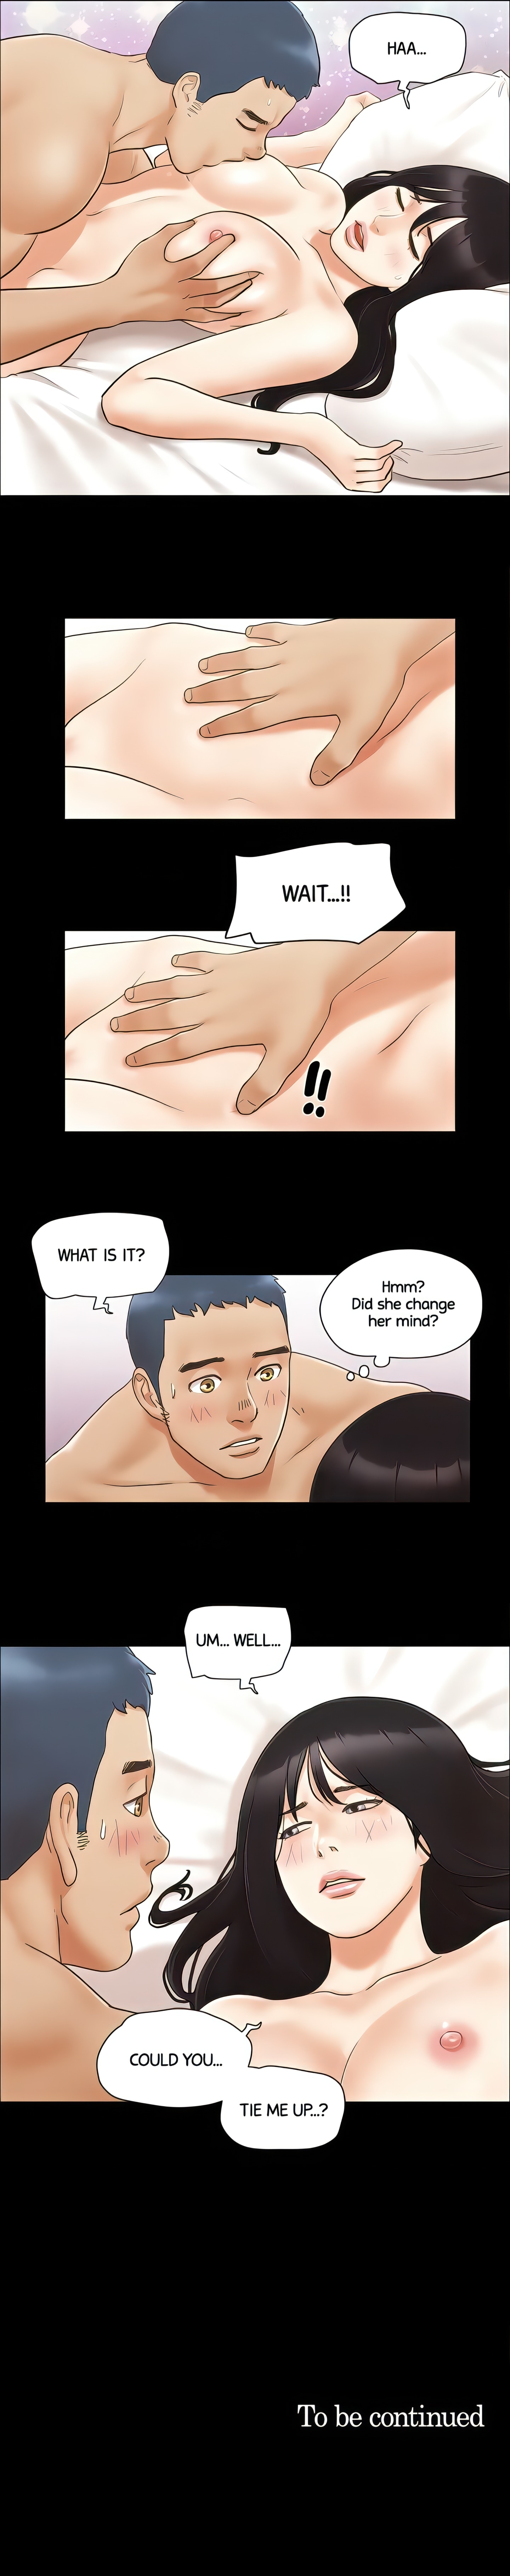 HAA...
WAIT...!!
!!
WHAT IS IT?
Hmm?
Did she change
her mind?
UM... WELL...
COULD YOU...
TIE ME UP...?
To be continued